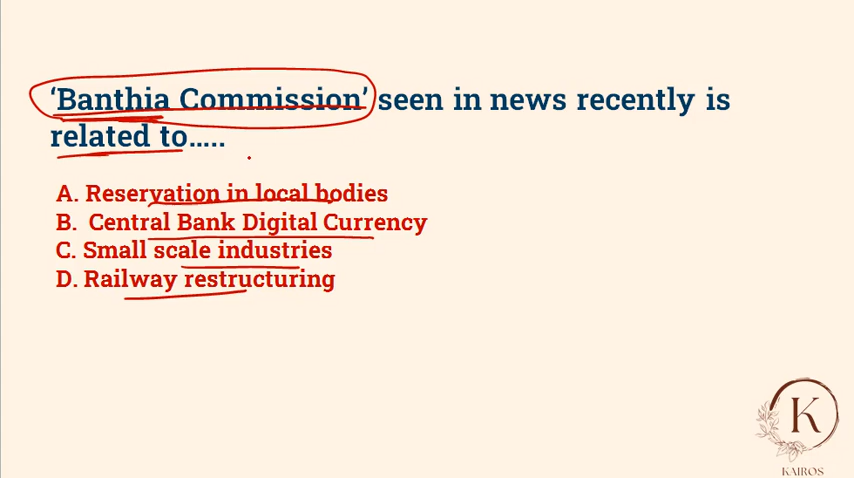 ‘Banthia Commission’ seen in news recently is
related to.....
A. Reservation in local bodies
B. Central Bank Digital Currency
C. Small scale industries
D. Railway restructuring
K
KAIROS